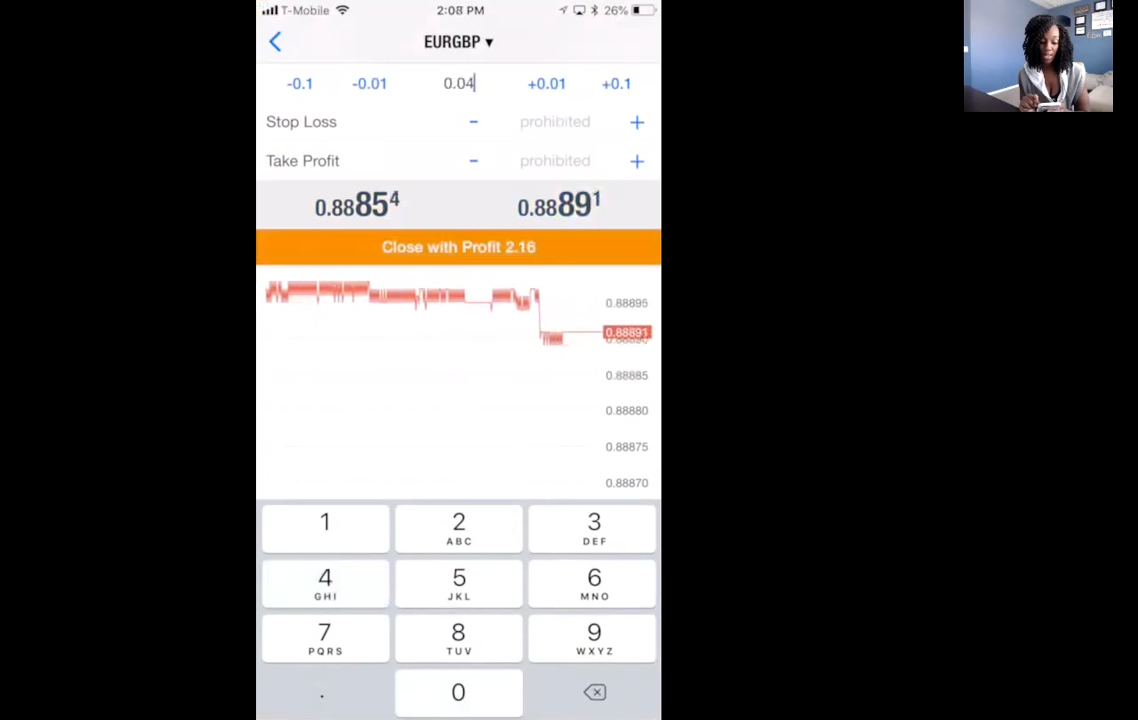 T-Mobile 2:08 PM 26%
EURGBP ▾
-0.1 -0.01 0.04 +0.01 +0.1
Stop Loss - prohibited +
Take Profit - prohibited +
0.88854 0.88891
Close with Profit 2.16
0.88895
0.88891
0.88890
0.88885
0.88880
0.88875
0.88870
1 2 3
ABC DEF
4 5 6
GHI JKL MNO
7 8 9
PQRS TUV WXYZ
. 0